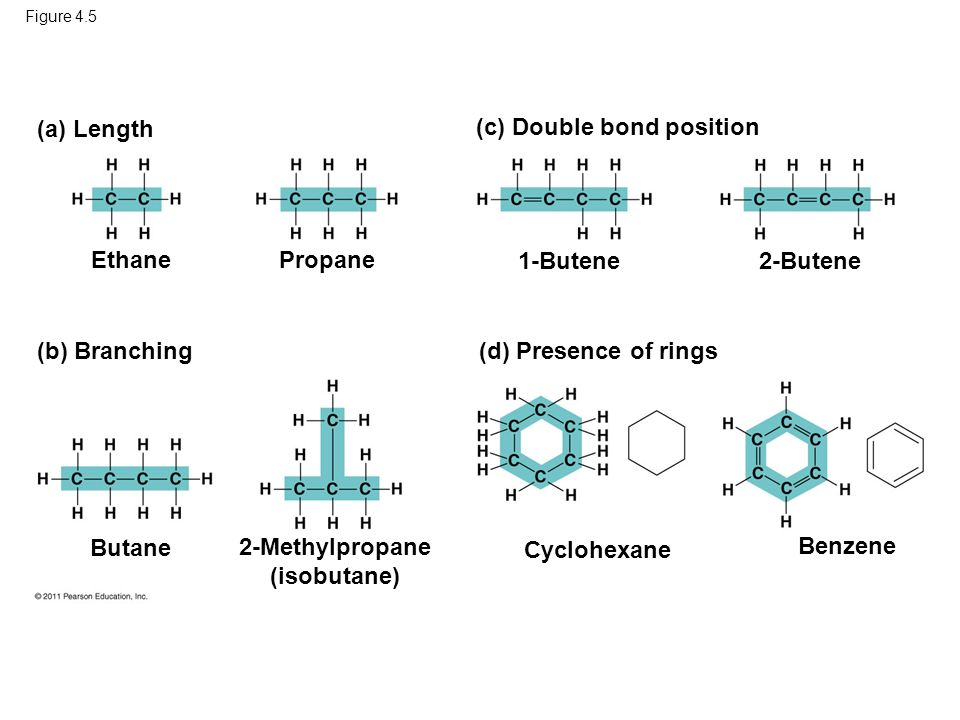 Figure 4.5
(a) Length
H H
H C C H
H H
Ethane
H H H
H C C C H
H H H
Propane
(c) Double bond position
H H H H
H C C C C H
H H
1-Butene
H H H H
H C C C C H
H H
2-Butene
(b) Branching
H H H H
H C C C C H
H H H H
Butane
H
H C H
H H
H C C C H
H H H
2-Methylpropane
(isobutane)
(d) Presence of rings
H H
C
H H
H C C H
H H
H C C H
C
H H
Cyclohexane
H
H C H
C C
C C
H C H
H
Benzene
© 2011 Pearson Education, Inc.